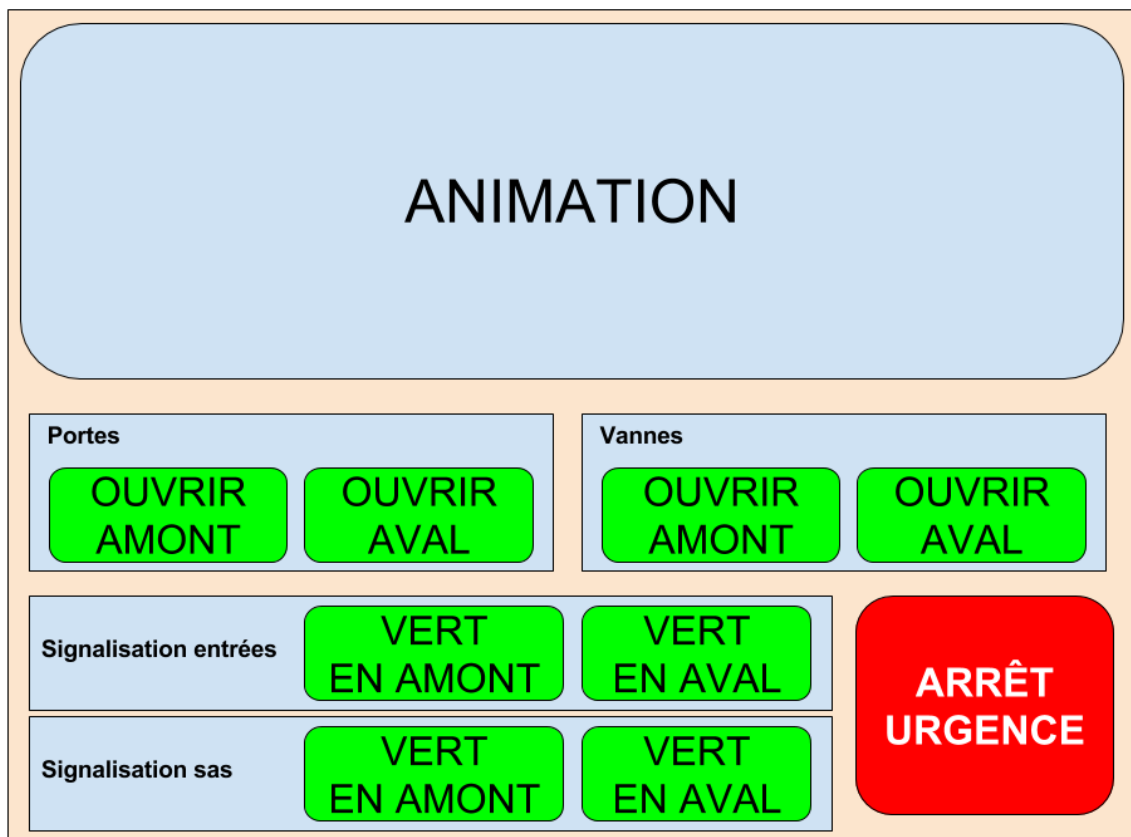 ANIMATION
Portes
OUVRIR
AMONT
OUVRIR
AVAL
Vannes
OUVRIR
AMONT
OUVRIR
AVAL
Signalisation entrées
VERT
EN AMONT
VERT
EN AVAL
Signalisation sas
VERT
EN AMONT
VERT
EN AVAL
ARRÊT
URGENCE